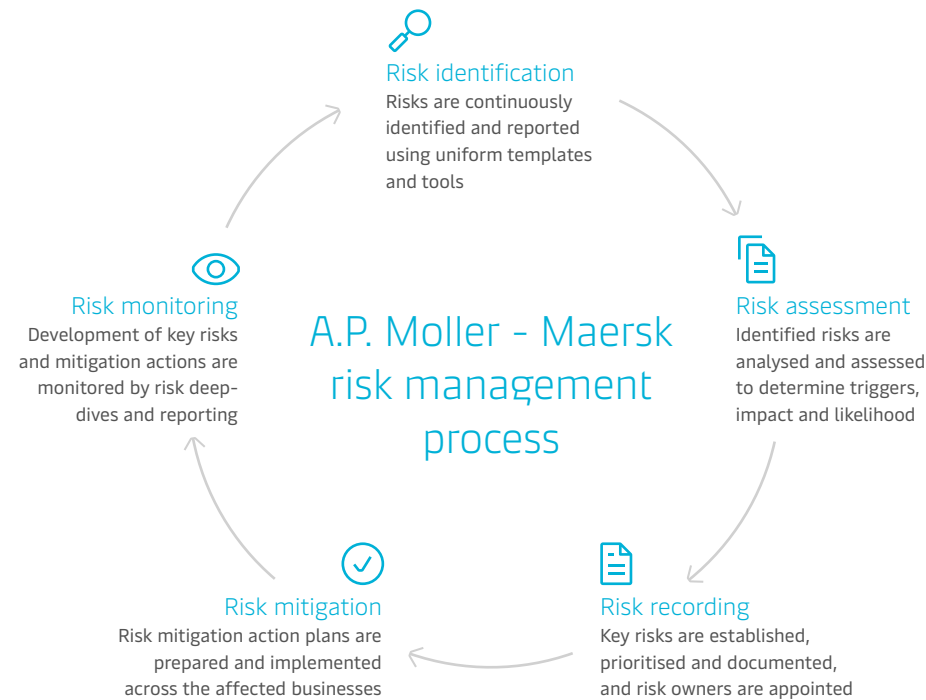 Risk identification
Risks are continuously
identified and reported
using uniform templates
and tools
Risk assessment
Identified risks are
analysed and assessed
to determine triggers,
impact and likelihood
Risk recording
Key risks are established,
prioritised and documented,
and risk owners are appointed
Risk mitigation
Risk mitigation action plans are
prepared and implemented
across the affected businesses
Risk monitoring
Development of key risks
and mitigation actions are
monitored by risk deep-
dives and reporting
A.P. Moller - Maersk
risk management
process